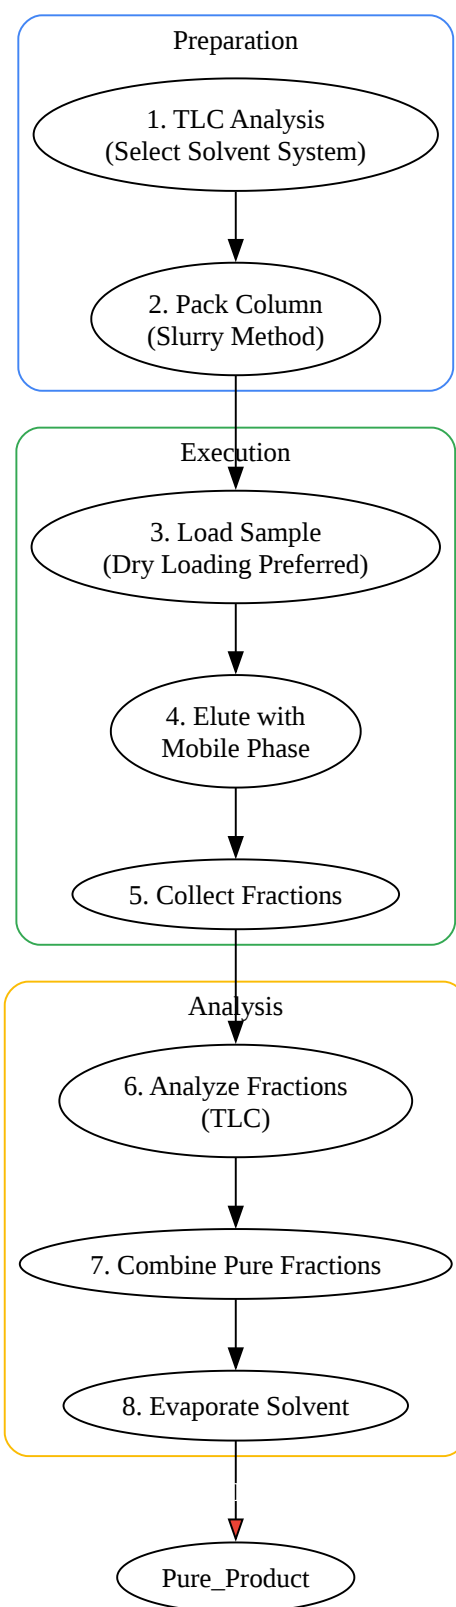 Preparation
1. TLC Analysis
(Select Solvent System)
2. Pack Column
(Slurry Method)
Execution
3. Load Sample
(Dry Loading Preferred)
4. Elute with
Mobile Phase
5. Collect Fractions
Analysis
6. Analyze Fractions
(TLC)
7. Combine Pure Fractions
8. Evaporate Solvent
Pure_Product